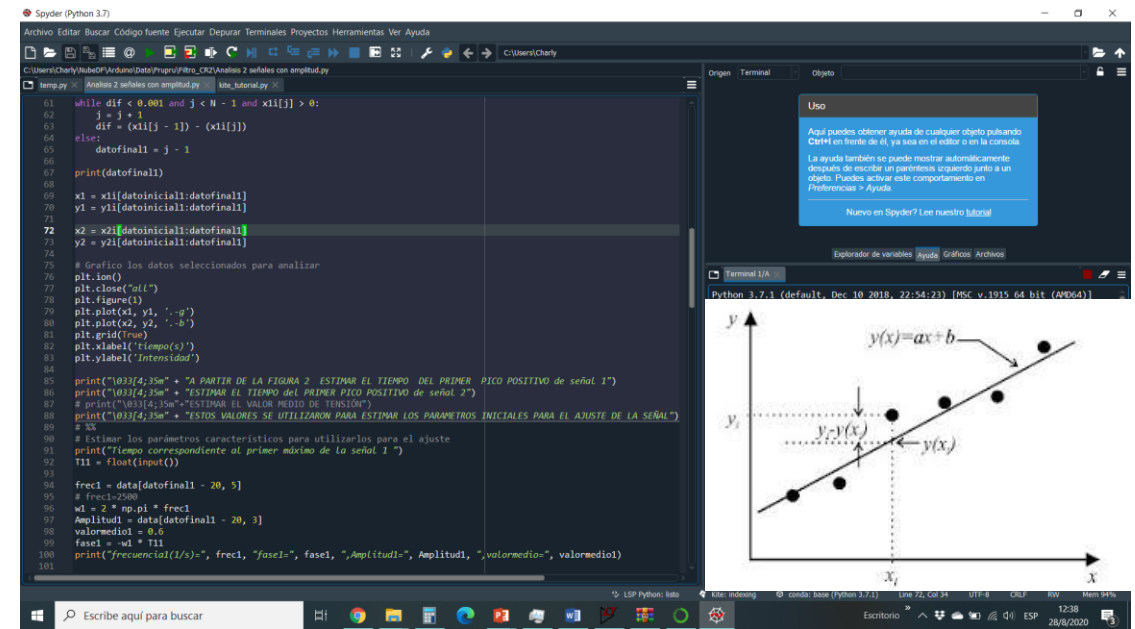 Spyder (Python 3.7)
Archivo Editar Buscar Código fuente Ejecutar Depurar Terminales Proyectos Herramientas Ver Ayuda
C:\Users\Charly
C:\Users\Charly\NubeDF\Arduino\Data\Frupru\Filtro_CR2\Analisis 2 señales con amplitud.py
temp.py
Analisis 2 señales con amplitud.py
kite_tutorial.py
61 while dif < 0.001 and j < N - 1 and x1i[j] > 0:
62 j = j + 1
63 dif = (x1i[j - 1]) - (x1i[j])
64 else:
65 datofinal1 = j - 1
66
67 print(datofinal1)
68
69 x1 = x1i[datoinicial1:datofinal1]
70 y1 = y1i[datoinicial1:datofinal1]
71
72 x2 = x2i[datoinicial1:datofinal1]
73 y2 = y2i[datoinicial1:datofinal1]
74
75 # Grafico los datos seleccionados para analizar
76 plt.ion()
77 plt.close("all")
78 plt.figure(1)
79 plt.plot(x1, y1, '.-g')
80 plt.plot(x2, y2, '.-b')
81 plt.grid(True)
82 plt.xlabel('tiempo(s)')
83 plt.ylabel('Intensidad')
84
85 print("\033[4;35m" + "A PARTIR DE LA FIGURA 2 ESTIMAR EL TIEMPO DEL PRIMER PICO POSITIVO de señal 1")
86 print("\033[4;35m" + "ESTIMAR EL TIEMPO del PRIMER PICO POSITIVO de señal 2")
87 # print("\033[4;35m"+"ESTIMAR EL VALOR MEDIO DE TENSIÓN")
88 print("\033[4;35m" + "ESTOS VALORES SE UTILIZARON PARA ESTIMAR LOS PARAMETROS INICIALES PARA EL AJUSTE DE LA SEÑAL")
89 # %%
90 # Estimar los parámetros característicos para utilizarlos para el ajuste
91 print("Tiempo correspondiente al primer máximo de la señal 1 ")
92 T11 = float(input())
93
94 frec1 = data[datofinal1 - 20, 5]
95 # frec1=2500
96 w1 = 2 * np.pi * frec1
97 Amplitud1 = data[datofinal1 - 20, 3]
98 valormedio1 = 0.6
99 fase1 = -w1 * T11
100 print("frecuencia1(1/s)=", frec1, "fase1=", fase1, ",Amplitud1=", Amplitud1, ",valormedio=", valormedio1)
101
Origen Terminal Objeto
Uso
Aquí puedes obtener ayuda de cualquier objeto pulsando
Ctrl+I en frente de él, ya sea en el editor o en la consola.
La ayuda también se puede mostrar automáticamente
después de escribir un paréntesis izquierdo junto a un
objeto. Puedes activar este comportamiento en
Preferencias > Ayuda.
Nuevo en Spyder? Lee nuestro tutorial
Explorador de variables Ayuda Gráficos Archivos
Terminal 1/A
Python 3.7.1 (default, Dec 10 2018, 22:54:23) [MSC v.1915 64 bit (AMD64)]
y
y(x)=ax+b
yi
yi-y(xi)
y(xi)
xi
x
LSP Python: listo Kite: indexing conda: base (Python 3.7.1) Line 72, Col 34 UTF-8 CRLF RW Mem 94%
Escribe aquí para buscar
Escritorio
ESP
12:38
28/8/2020
3